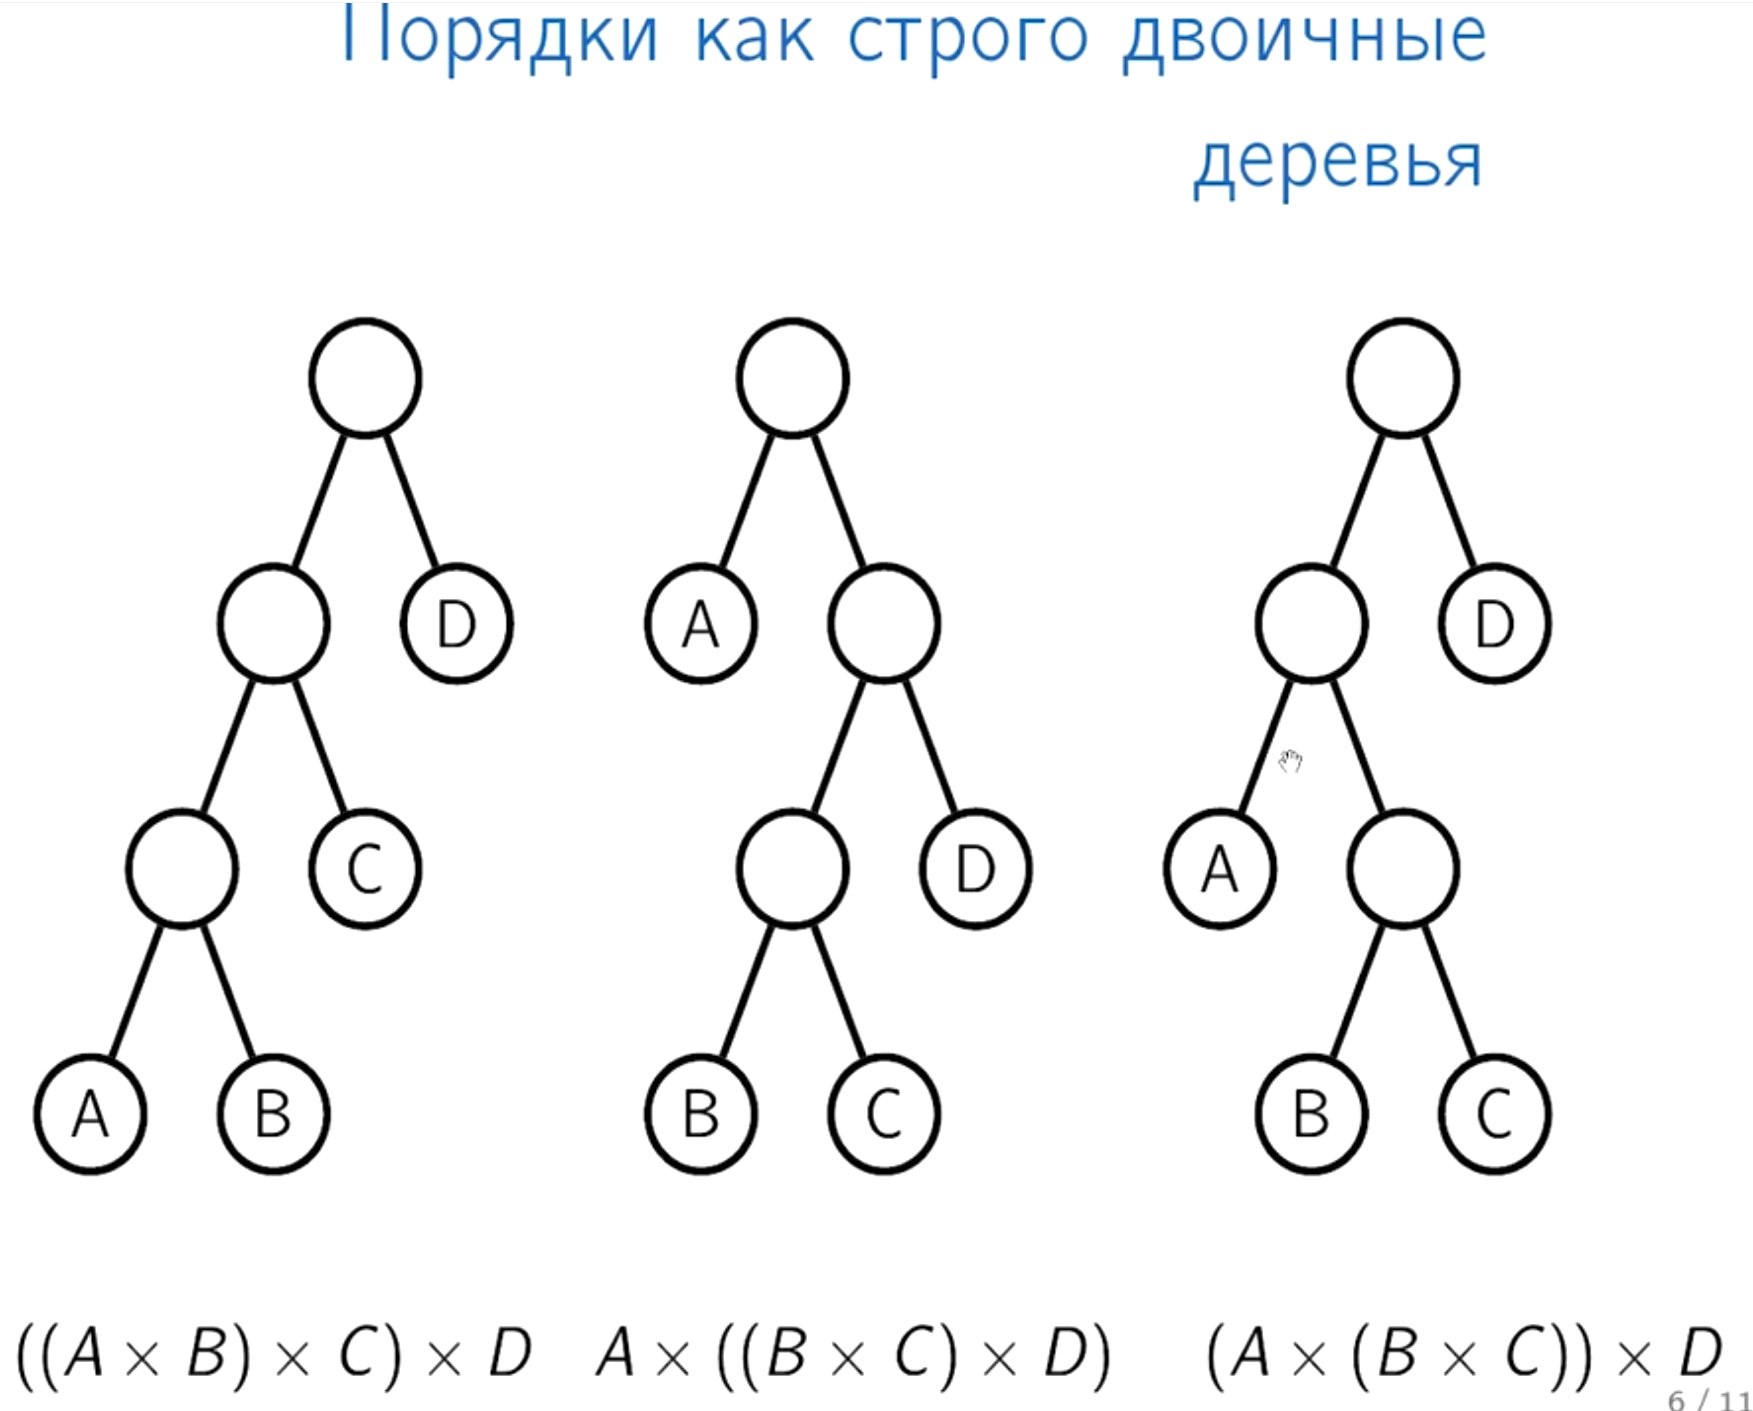 Порядки как строго двоичные
деревья
D
A
D
C
D
A
A
B
B
C
B
C
((A × B) × C) × D
A × ((B × C) × D)
(A × (B × C)) × D
6 / 11